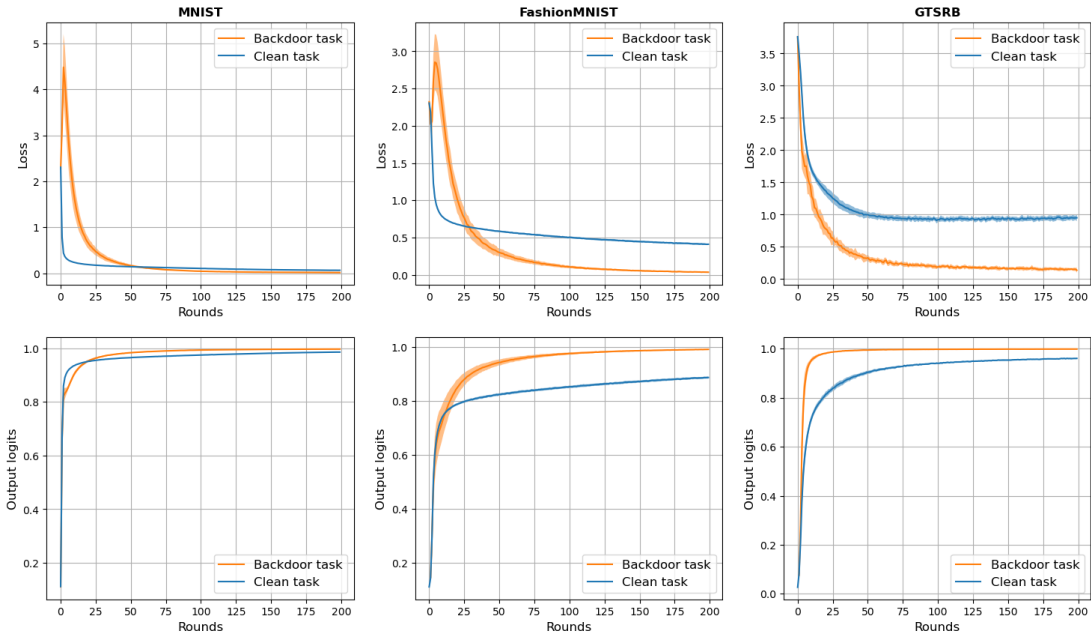 MNIST
5
4
3
2
1
0
Loss
0 25 50 75 100 125 150 175 200
Rounds
Backdoor task
Clean task
FashionMNIST
3.0
2.5
2.0
1.5
1.0
0.5
0.0
Loss
0 25 50 75 100 125 150 175 200
Rounds
Backdoor task
Clean task
GTSRB
3.5
3.0
2.5
2.0
1.5
1.0
0.5
0.0
Loss
0 25 50 75 100 125 150 175 200
Rounds
Backdoor task
Clean task
1.0
0.8
0.6
0.4
0.2
Output logits
0 25 50 75 100 125 150 175 200
Rounds
Backdoor task
Clean task
1.0
0.8
0.6
0.4
0.2
Output logits
0 25 50 75 100 125 150 175 200
Rounds
Backdoor task
Clean task
1.0
0.8
0.6
0.4
0.2
0.0
Output logits
0 25 50 75 100 125 150 175 200
Rounds
Backdoor task
Clean task